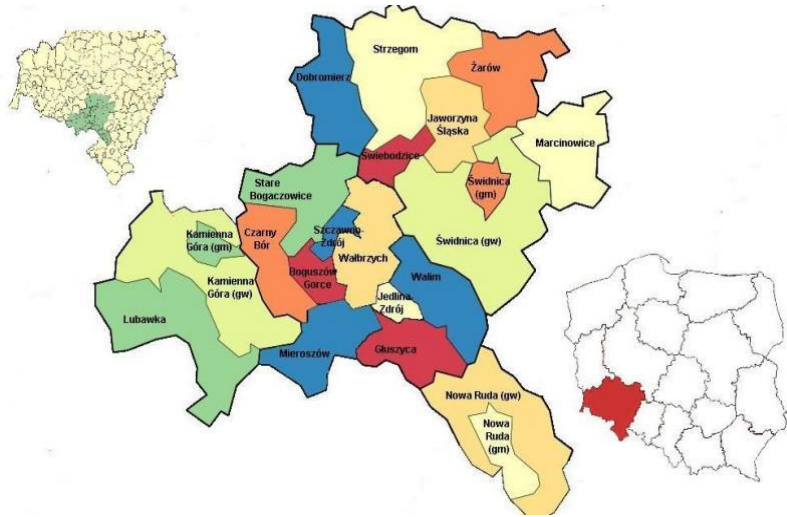 Strzegom
Dobromierz
Żarów
Jaworzyna
Śląska
Marcinowice
Świebodzice
Stare
Bogaczowice
Świdnica
(gm)
Szczawno-
Zdrój
Świdnica (gw)
Kamienna
Góra (gm)
Czarny
Bór
Wałbrzych
Boguszów
Gorce
Walim
Kamienna
Góra (gw)
Jedlina-
Zdrój
Lubawka
Mieroszów
Głuszyca
Nowa Ruda (gw)
Nowa
Ruda
(gm)